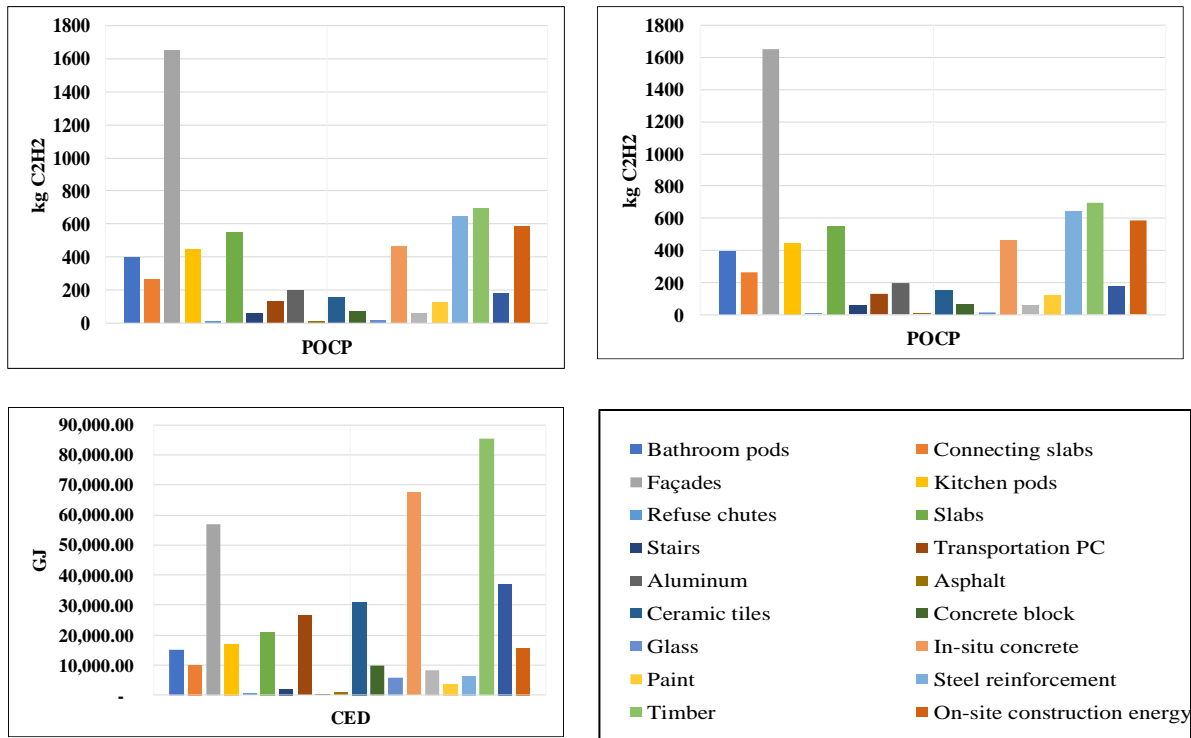 1800
1600
1400
1200
1000
800
600
400
200
0
kg C2H2
POCP
1800
1600
1400
1200
1000
800
600
400
200
0
kg C2H2
POCP
90,000.00
80,000.00
70,000.00
60,000.00
50,000.00
40,000.00
30,000.00
20,000.00
10,000.00
-
GJ
CED
Bathroom pods Connecting slabs
Façades Kitchen pods
Refuse chutes Slabs
Stairs Transportation PC
Aluminum Asphalt
Ceramic tiles Concrete block
Glass In-situ concrete
Paint Steel reinforcement
Timber On-site construction energy